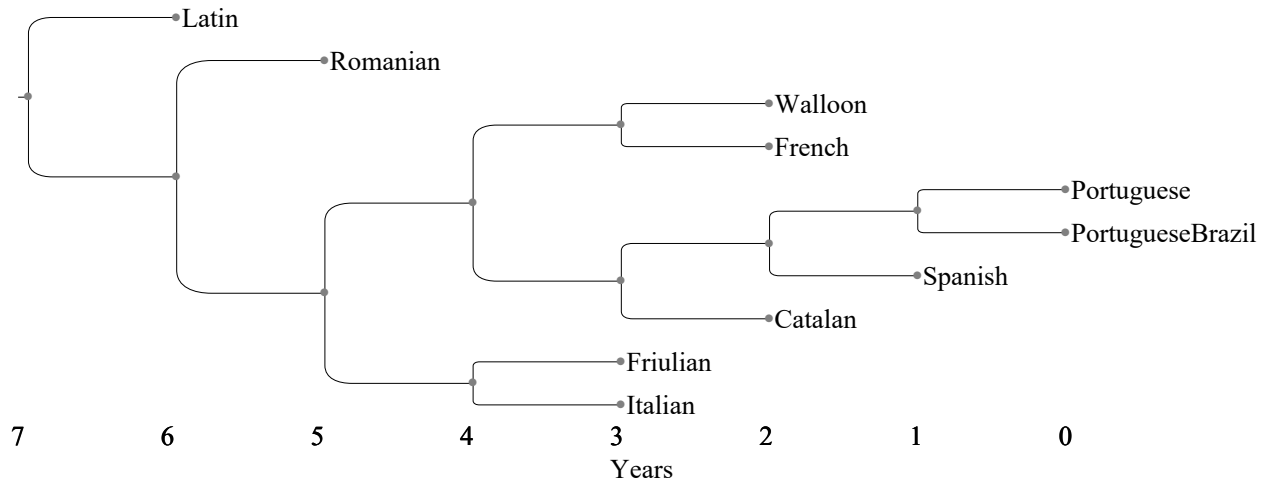 Latin
Romanian
Walloon
French
Portuguese
PortugueseBrazil
Spanish
Catalan
Friulian
Italian
7 6 5 4 3 2 1 0
Years